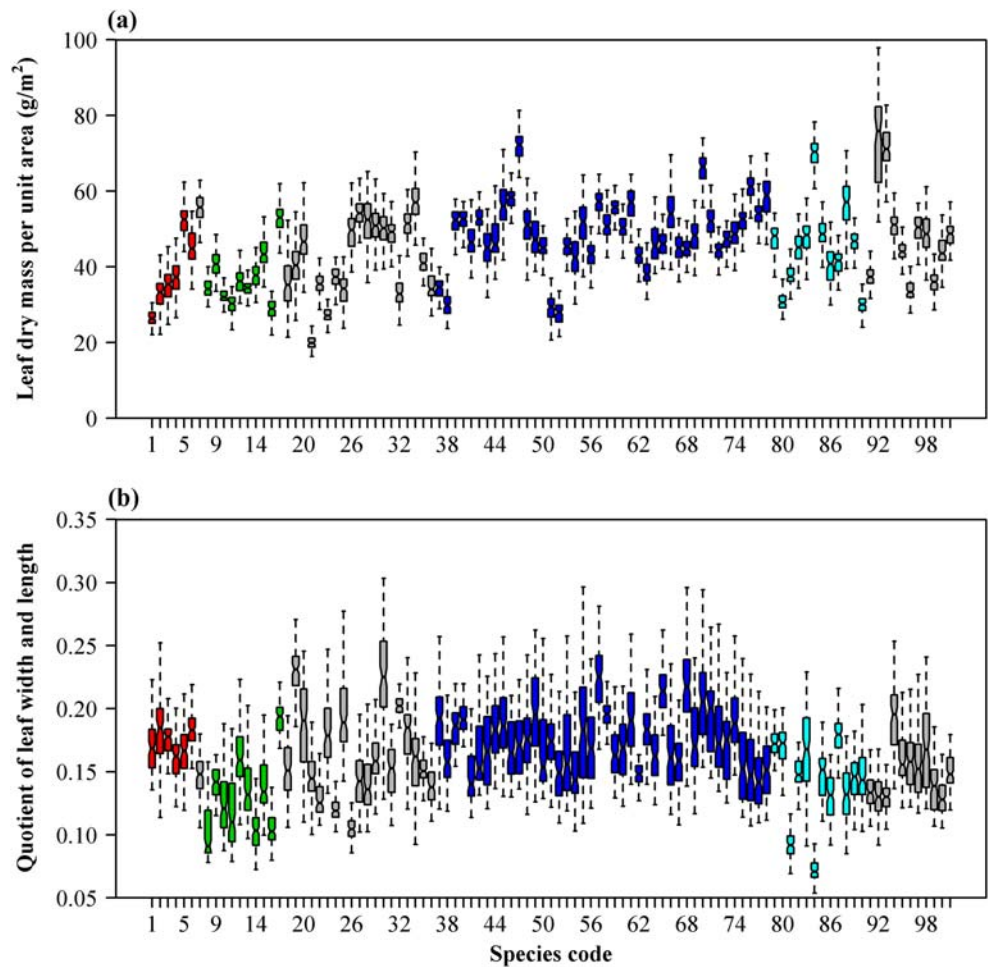 (a)
Leaf dry mass per unit area (g/m²)
100
80
60
40
20
0
1 5 9 14 20 26 32 38 44 50 56 62 68 74 80 86 92 98
(b)
Quotient of leaf width and length
0.35
0.30
0.25
0.20
0.15
0.10
0.05
1 5 9 14 20 26 32 38 44 50 56 62 68 74 80 86 92 98
Species code